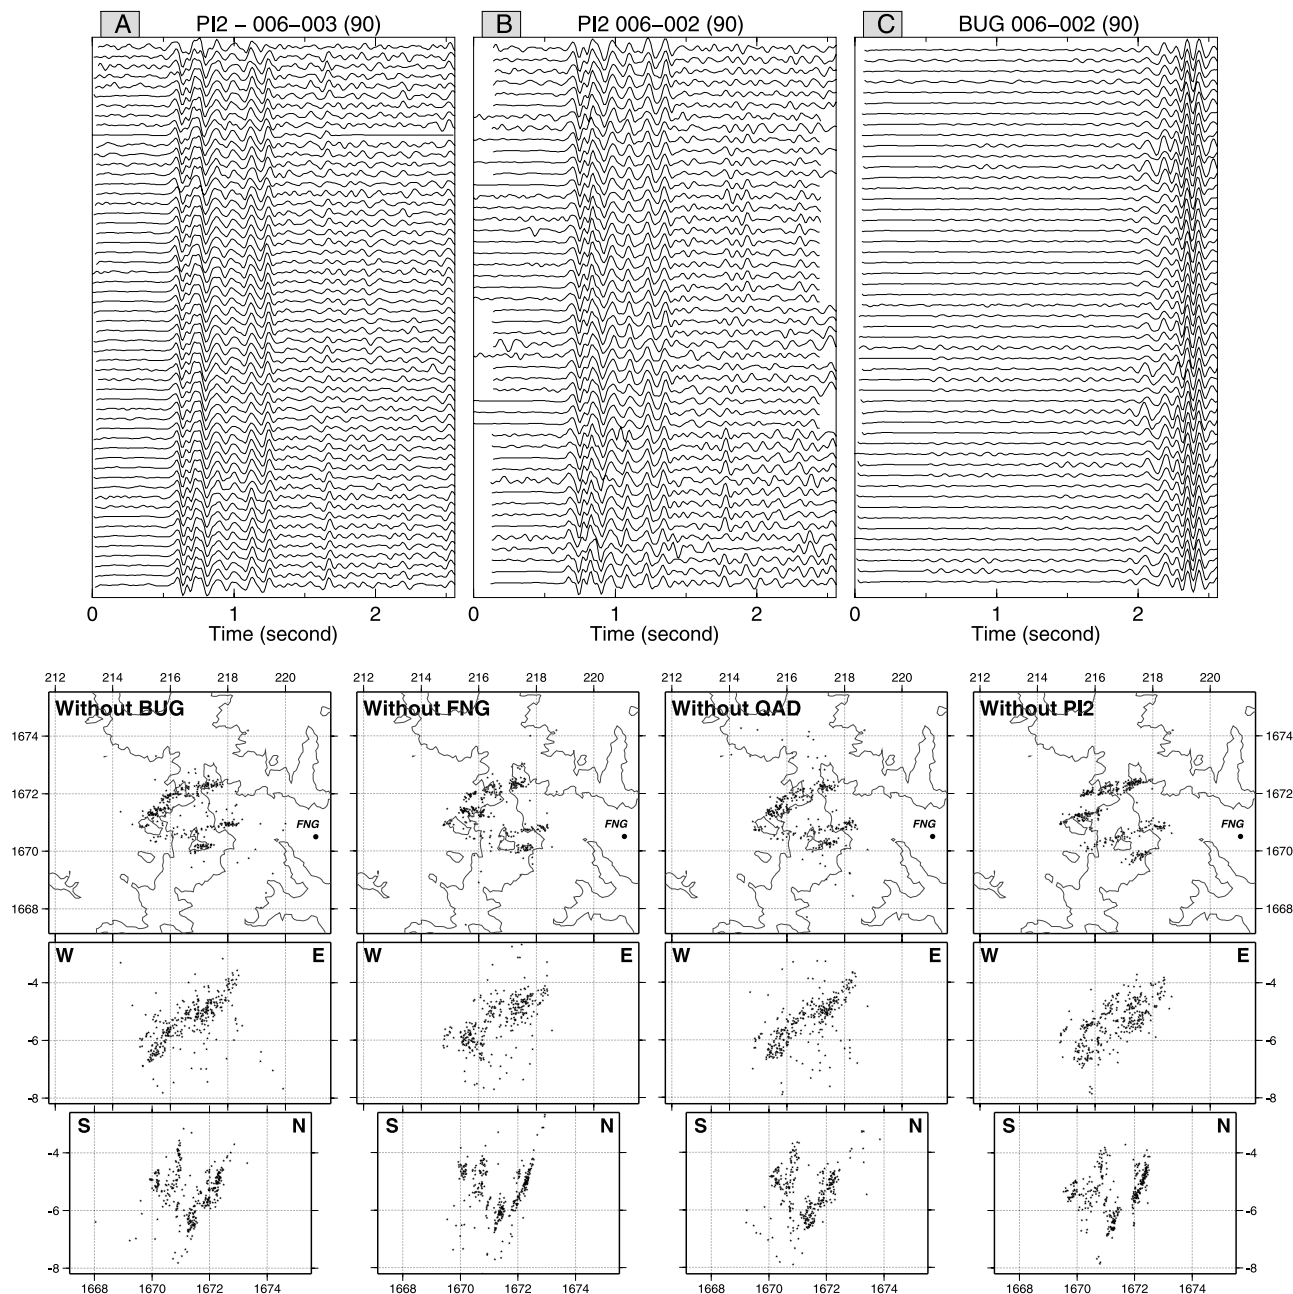 A PI2 − 006−003 (90) B PI2 006−002 (90) C BUG 006−002 (90)
0 1 2 0 1 2 0 1 2
Time (second) Time (second) Time (second)
212 214 216 218 220 212 214 216 218 220 212 214 216 218 220 212 214 216 218 220
Without BUG Without FNG Without QAD Without PI2
1674 1674
1672 1672
FNG FNG FNG FNG
1670 1670
1668 1668
W E W E W E W E
-4 -4
-6 -6
-8 -8
S N S N S N S N
-4 -4
-6 -6
-8 -8
1668 1670 1672 1674 1668 1670 1672 1674 1668 1670 1672 1674 1668 1670 1672 1674